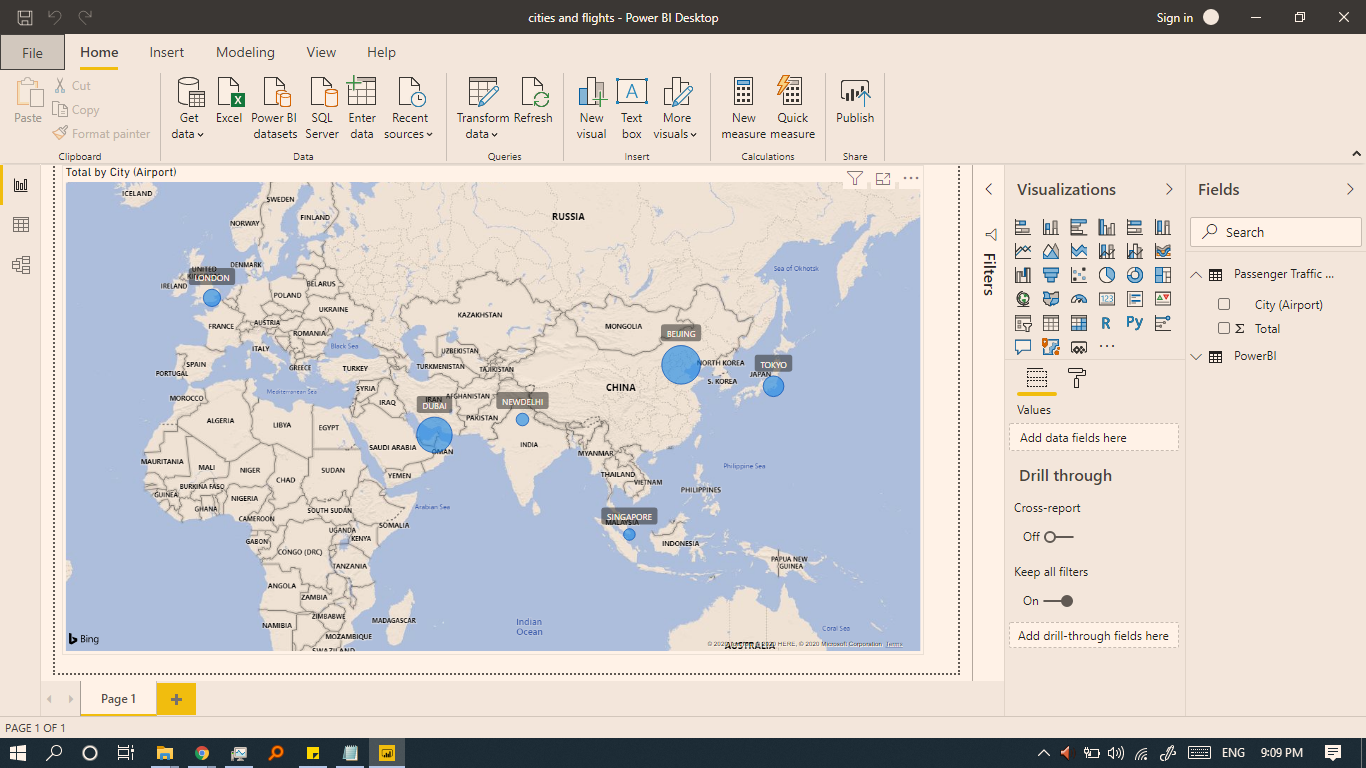 cities and flights - Power BI Desktop
Sign in
File
Home
Insert
Modeling
View
Help
Paste
Cut
Copy
Format painter
Clipboard
Get
data
Excel
Power BI
datasets
SQL
Server
Enter
data
Recent
sources
Data
Transform
data
Refresh
Queries
New
visual
Text
box
More
visuals
Insert
New
measure
Quick
measure
Calculations
Publish
Share
Total by City (Airport)
ICELAND
SWEDEN
FINLAND
NORWAY
RUSSIA
DENMARK
UNITED
LONDON
IRELAND
BELARUS
POLAND
UKRAINE
FRANCE
AUSTRIA
ROMANIA
ITALY
Black Sea
SPAIN
PORTUGAL
GREECE
TURKEY
Mediterranean Sea
SYRIA
IRAQ
IRAN
MOROCCO
ALGERIA
LIBYA
EGYPT
KAZAKHSTAN
UZBEKISTAN
TURKMENISTAN
TAJIKISTAN
AFGHANISTAN
PAKISTAN
MONGOLIA
Sea of Okhotsk
BEIJING
NORTH KOREA
S. KOREA
TOKYO
JAPAN
CHINA
DUBAI
NEWDELHI
SAUDI ARABIA
OMAN
YEMEN
INDIA
MYANMAR
THAILAND
VIETNAM
Philippine Sea
PHILIPPINES
MAURITANIA
MALI
NIGER
CHAD
SUDAN
BURKINA FASO
GUINEA
GHANA
NIGERIA
CAMEROON
SOUTH SUDAN
Arabian Sea
SOMALIA
UGANDA
KENYA
GABON
CONGO (DRC)
TANZANIA
ANGOLA
ZAMBIA
ZIMBABWE
NAMIBIA
MOZAMBIQUE
MADAGASCAR
SWAZILAND
SINGAPORE
MALAYSIA
INDONESIA
PAPUA NEW
GUINEA
Indian
Ocean
Coral Sea
AUSTRALIA
Bing
HERE, © 2020 Microsoft Corporation Terms
Filters
Visualizations
R
Py
123
Values
Add data fields here
Drill through
Cross-report
Off
Keep all filters
On
Add drill-through fields here
Fields
Search
Passenger Traffic ...
City (Airport)
Σ Total
PowerBI
Page 1
+
PAGE 1 OF 1
ENG
9:09 PM